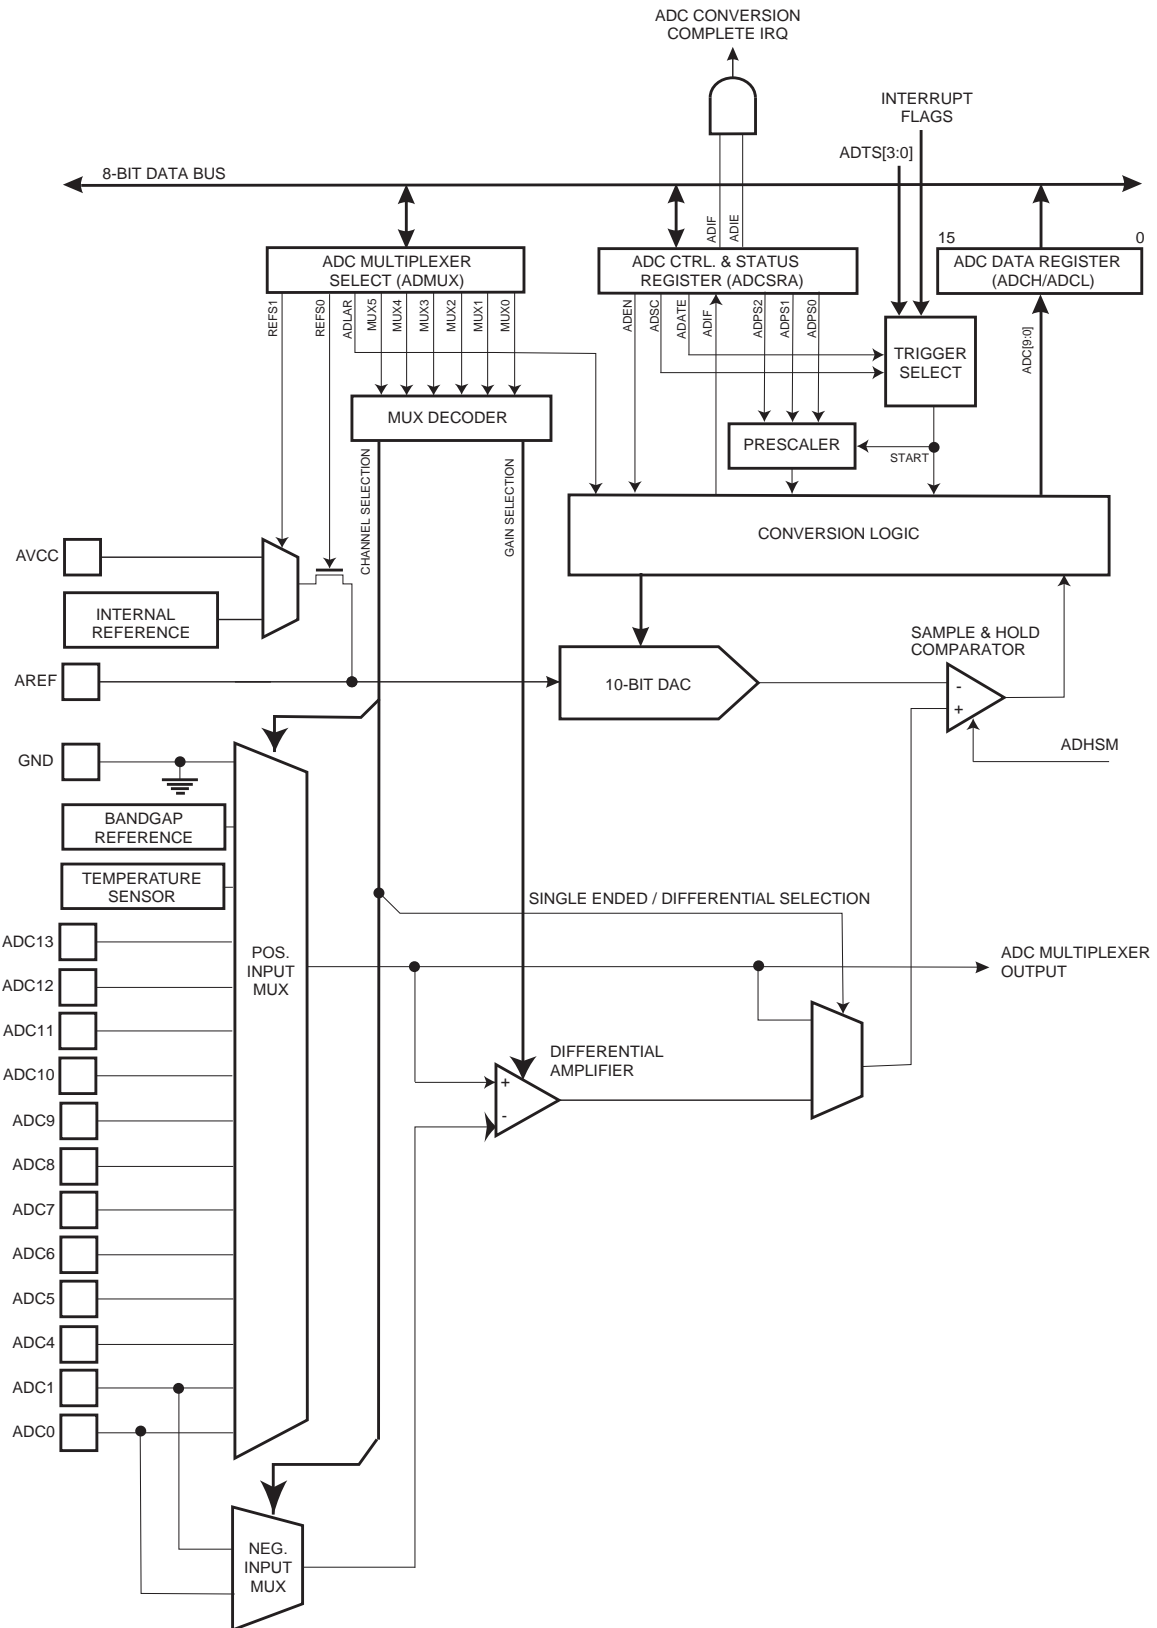 ADC CONVERSION
COMPLETE IRQ
INTERRUPT
FLAGS
ADTS[3:0]
8-BIT DATA BUS
ADIF
ADIE
15
0
ADC MULTIPLEXER
SELECT (ADMUX)
ADC CTRL. & STATUS
REGISTER (ADCSRA)
ADC DATA REGISTER
(ADCH/ADCL)
REFS1
REFS0
ADLAR
MUX5
MUX4
MUX3
MUX2
MUX1
MUX0
ADEN
ADSC
ADATE
ADIF
ADPS2
ADPS1
ADPS0
ADC[9:0]
TRIGGER
SELECT
MUX DECODER
PRESCALER
START
CHANNEL SELECTION
GAIN SELECTION
CONVERSION LOGIC
AVCC
INTERNAL
REFERENCE
SAMPLE & HOLD
COMPARATOR
AREF
10-BIT DAC
-
+
ADHSM
GND
BANDGAP
REFERENCE
TEMPERATURE
SENSOR
SINGLE ENDED / DIFFERENTIAL SELECTION
ADC13
POS.
INPUT
MUX
ADC MULTIPLEXER
OUTPUT
ADC12
ADC11
DIFFERENTIAL
AMPLIFIER
ADC10
+
-
ADC9
ADC8
ADC7
ADC6
ADC5
ADC4
ADC1
ADC0
NEG.
INPUT
MUX